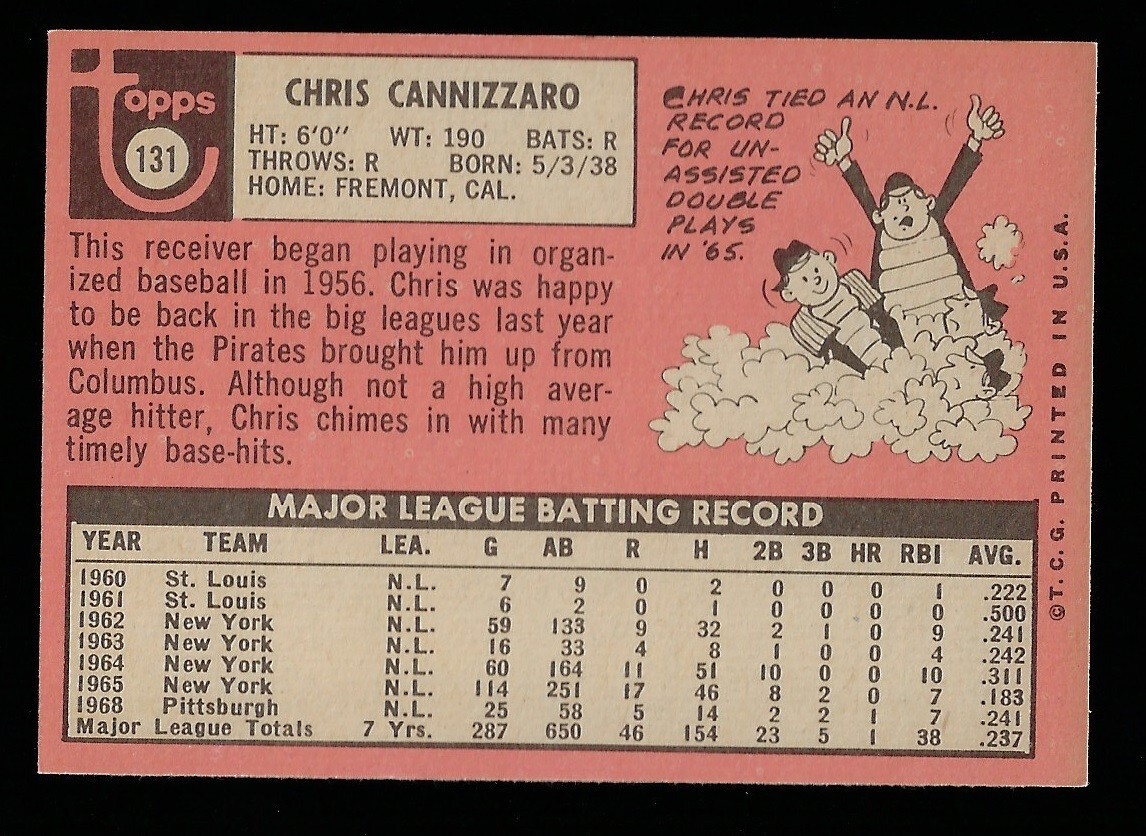 topps
131
CHRIS CANNIZZARO
HT: 6'0" WT: 190 BATS: R
THROWS: R BORN: 5/3/38
HOME: FREMONT, CAL.
This receiver began playing in organ-
ized baseball in 1956. Chris was happy
to be back in the big leagues last year
when the Pirates brought him up from
Columbus. Although not a high aver-
age hitter, Chris chimes in with many
timely base-hits.
CHRIS TIED AN N.L.
RECORD
FOR UN-
ASSISTED
DOUBLE
PLAYS
IN '65.
MAJOR LEAGUE BATTING RECORD
YEAR TEAM LEA. G AB R H 2B 3B HR RBI AVG.
1960 St. Louis N.L. 7 9 0 2 0 0 0 1 .222
1961 St. Louis N.L. 6 2 0 1 0 0 0 0 .500
1962 New York N.L. 59 133 9 32 2 1 0 9 .241
1963 New York N.L. 16 33 4 8 1 0 0 4 .242
1964 New York N.L. 60 164 11 51 10 0 0 10 .311
1965 New York N.L. 114 251 17 46 8 2 0 7 .183
1968 Pittsburgh N.L. 25 58 5 14 2 2 1 7 .241
Major League Totals 7 Yrs. 287 650 46 154 23 5 1 38 .237
©T.C.G. PRINTED IN U.S.A.